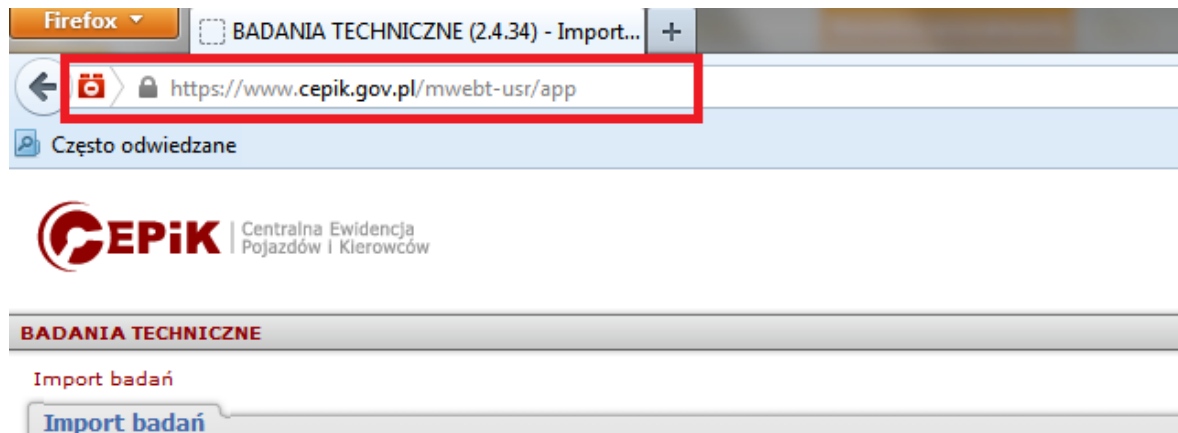 Firefox
BADANIA TECHNICZNE (2.4.34) - Import... +
https://www.cepik.gov.pl/mwebt-usr/app
Często odwiedzane
CEPiK | Centralna Ewidencja
Pojazdów i Kierowców
BADANIA TECHNICZNE
Import badań
Import badań